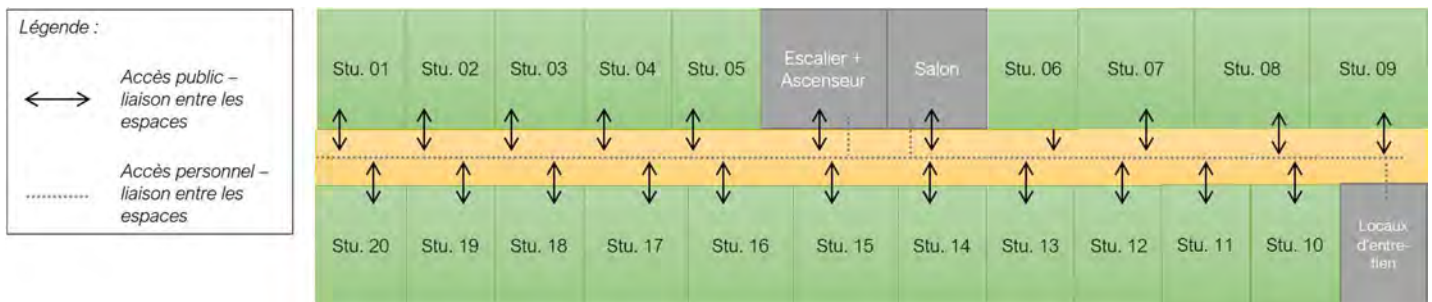 Légende :
Accès public –
liaison entre les
espaces
Accès personnel –
liaison entre les
espaces
Stu. 01
Stu. 02
Stu. 03
Stu. 04
Stu. 05
Escalier +
Ascenseur
Salon
Stu. 06
Stu. 07
Stu. 08
Stu. 09
Stu. 20
Stu. 19
Stu. 18
Stu. 17
Stu. 16
Stu. 15
Stu. 14
Stu. 13
Stu. 12
Stu. 11
Stu. 10
Locaux
d'entre-
tien